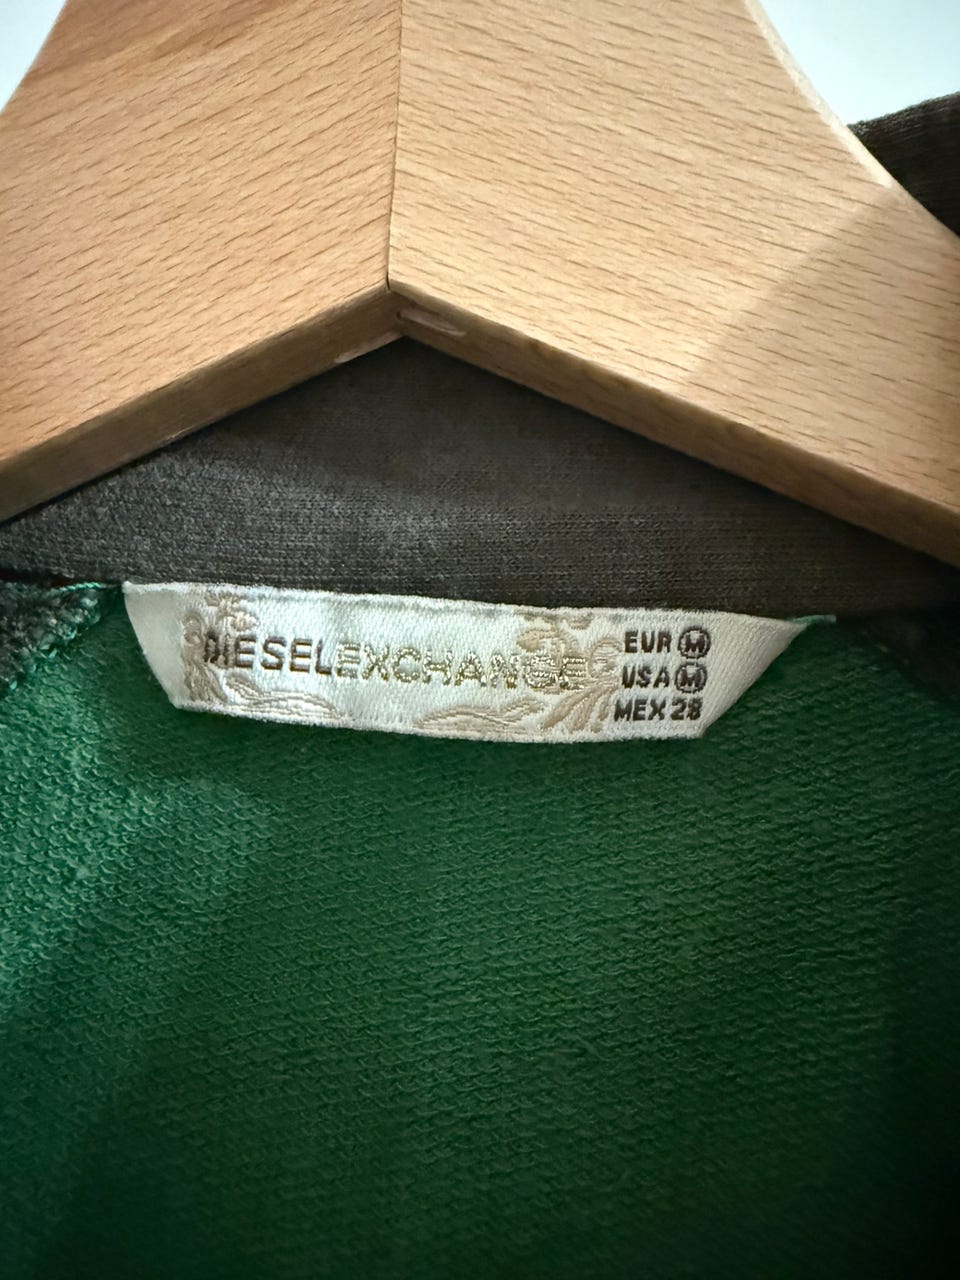 DIESELEXCHANGE
EUR M
USA M
MEX 28